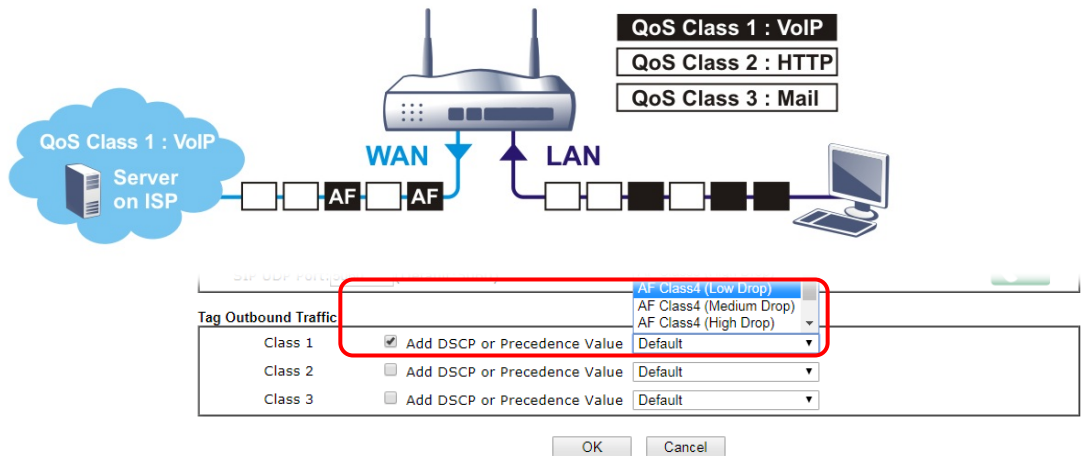 QoS Class 1 : VoIP
QoS Class 2 : HTTP
QoS Class 3 : Mail
QoS Class 1 : VoIP
Server
on ISP
WAN
LAN
AF
AF
SIP UDP Port:
AF Class4 (Low Drop)
AF Class4 (Medium Drop)
AF Class4 (High Drop)
Tag Outbound Traffic
Class 1 Add DSCP or Precedence Value Default
Class 2 Add DSCP or Precedence Value Default
Class 3 Add DSCP or Precedence Value Default
OK Cancel